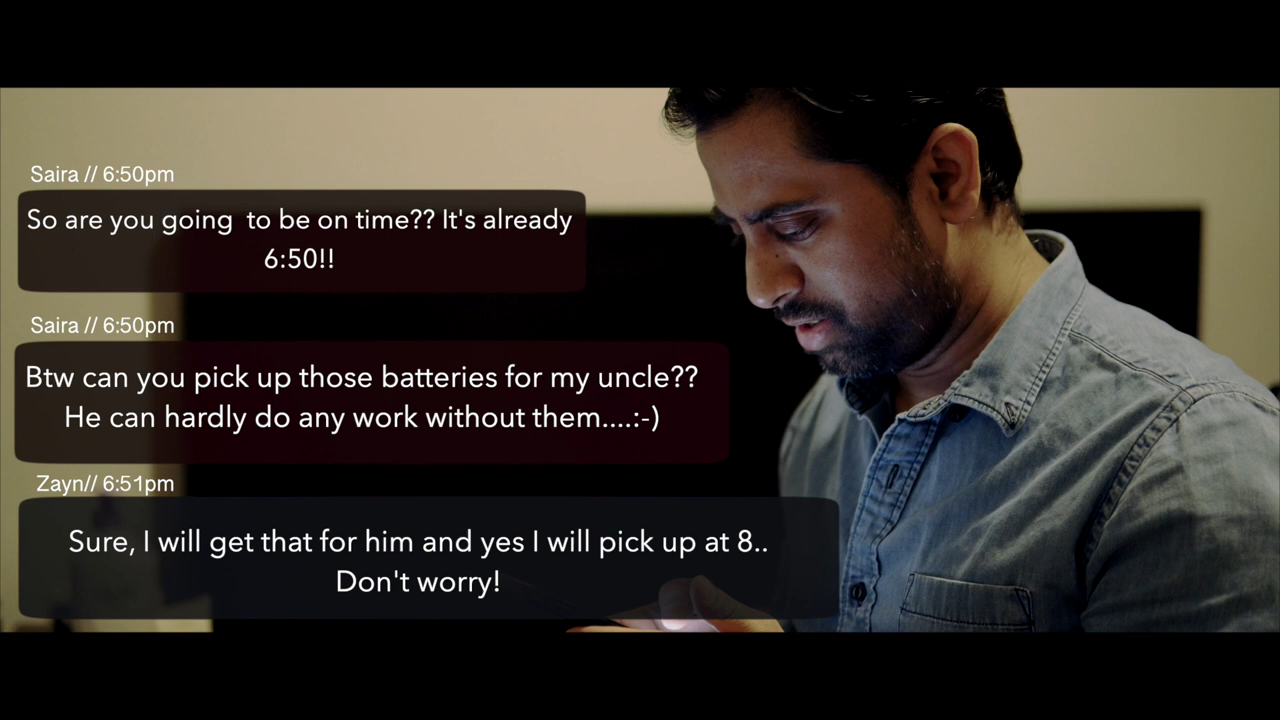 Saira // 6:50pm
So are you going  to be on time?? It's already
6:50!!
Saira // 6:50pm
Btw can you pick up those batteries for my uncle??
He can hardly do any work without them....:-)
Zayn// 6:51pm
Sure, I will get that for him and yes I will pick up at 8..
Don't worry!